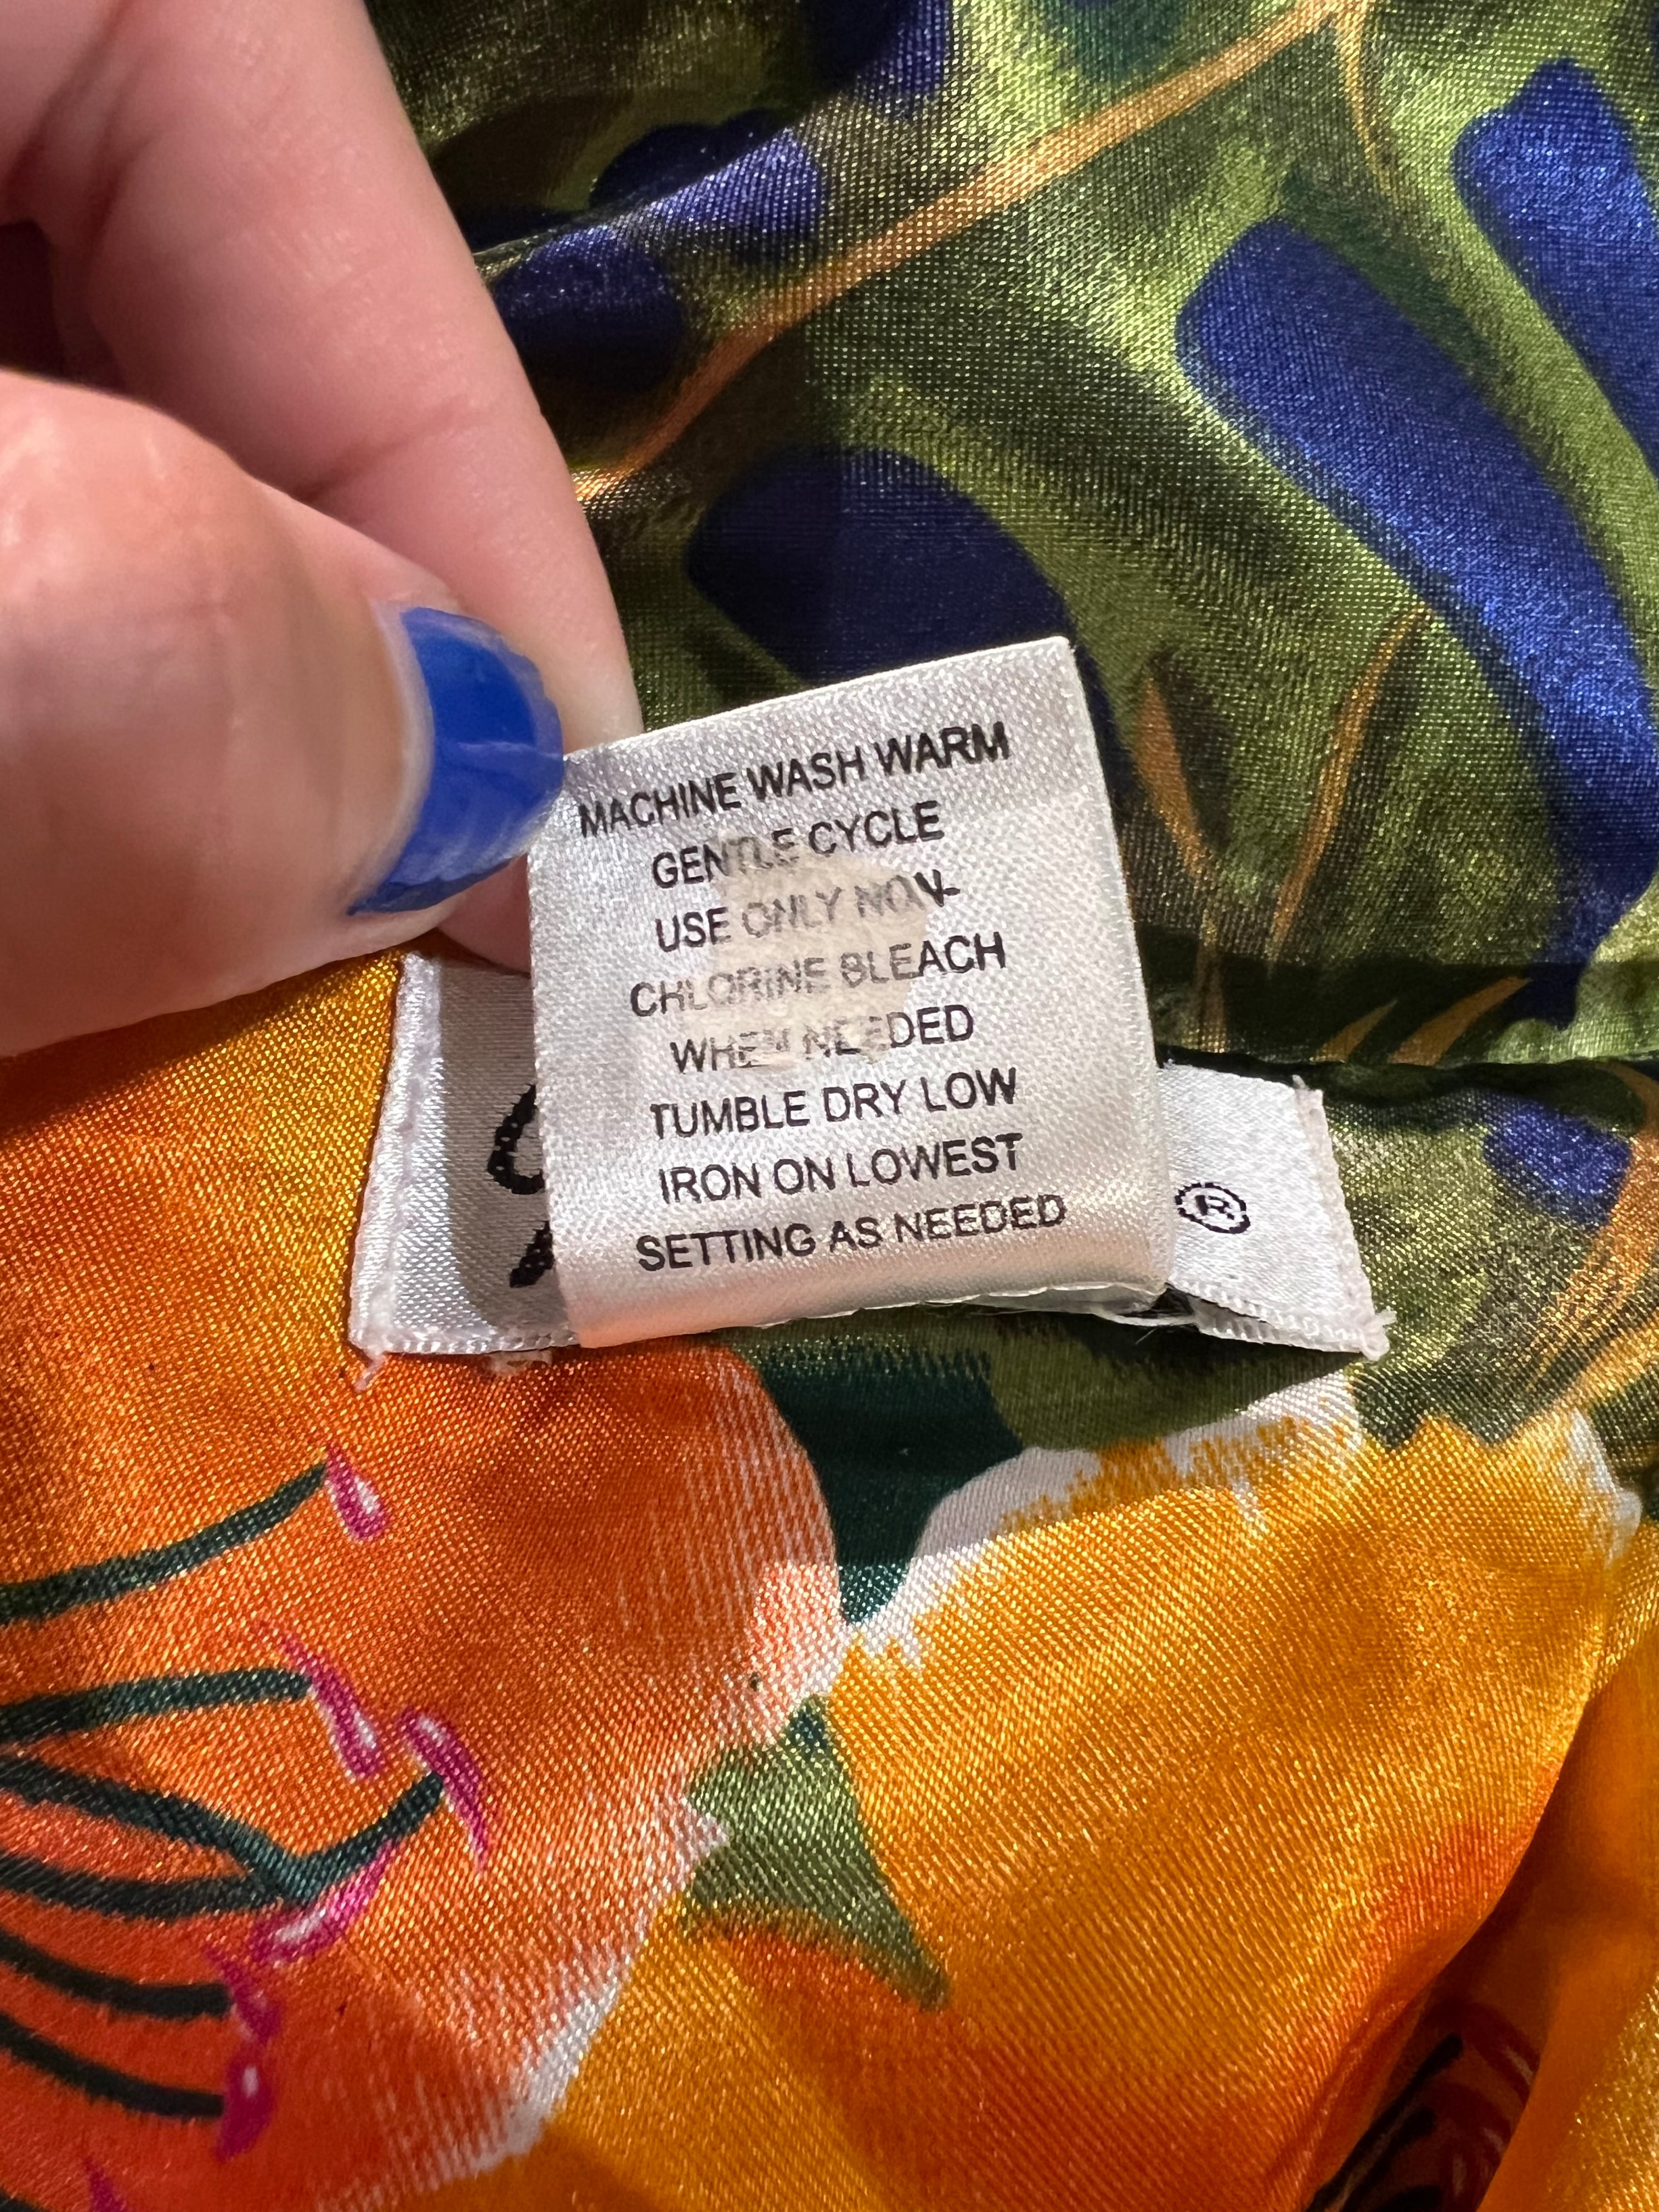 MACHINE WASH WARM
GENTLE CYCLE
USE ONLY NON-
CHLORINE BLEACH
WHEN NEEDED
TUMBLE DRY LOW
IRON ON LOWEST
SETTING AS NEEDED
®